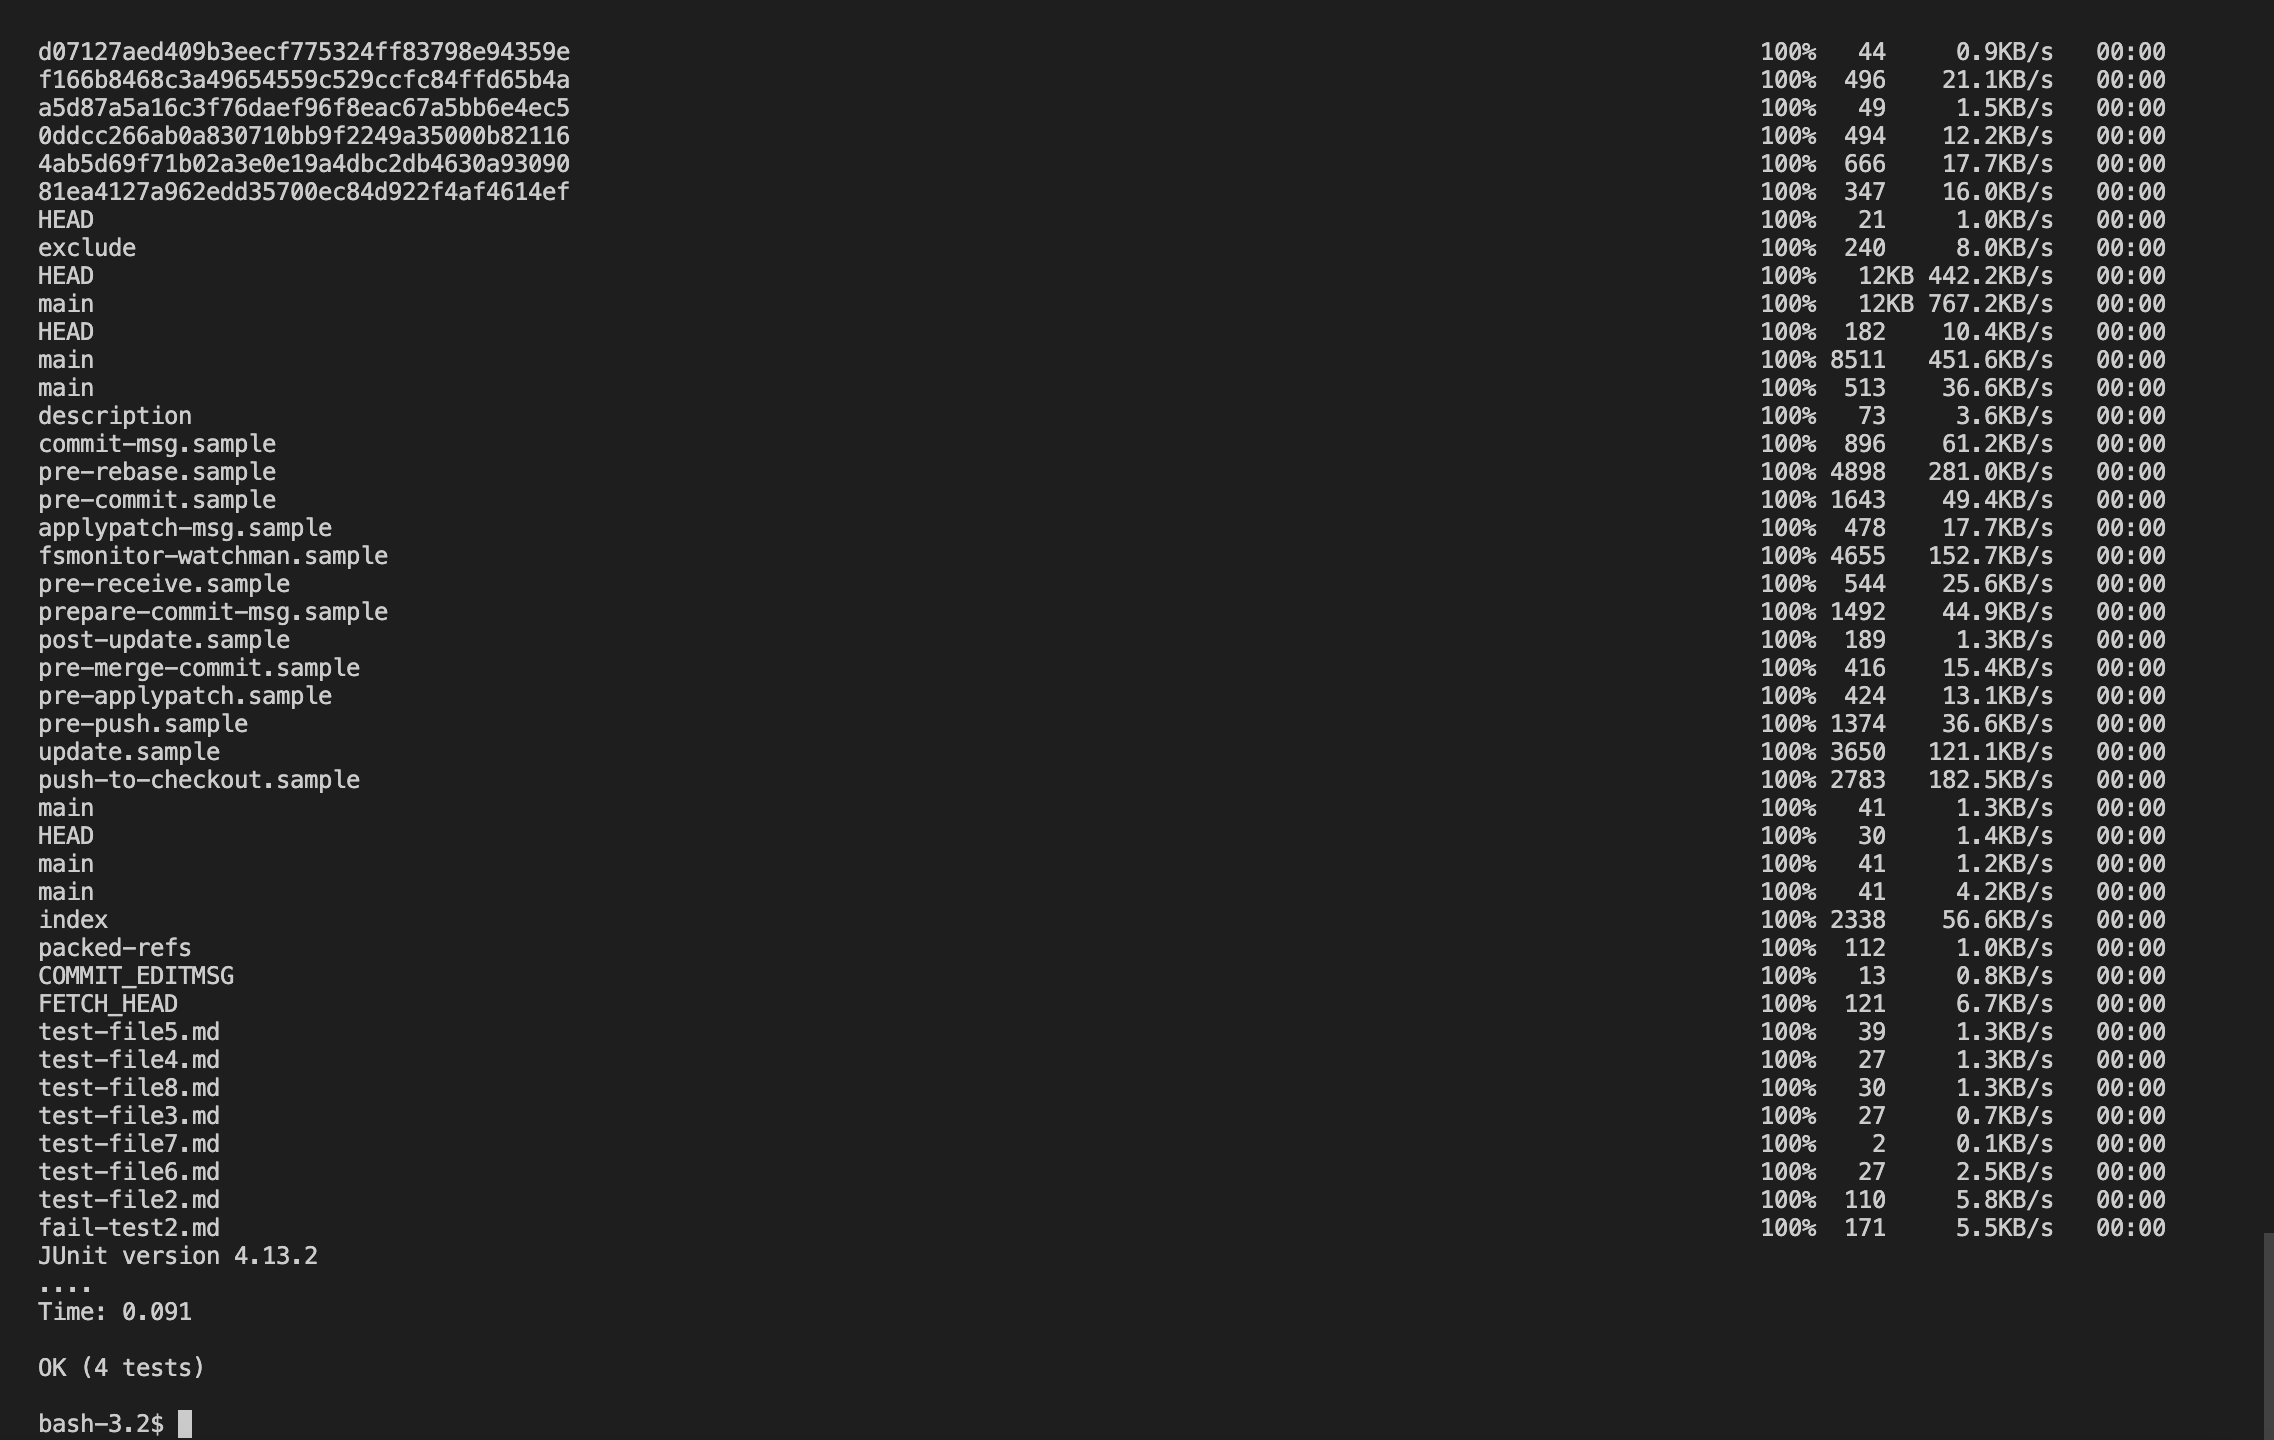 d07127aed409b3eecf775324ff83798e94359e 100% 44 0.9KB/s 00:00
f166b8468c3a49654559c529ccfc84ffd65b4a 100% 496 21.1KB/s 00:00
a5d87a5a16c3f76daef96f8eac67a5bb6e4ec5 100% 49 1.5KB/s 00:00
0ddcc266ab0a830710bb9f2249a35000b82116 100% 494 12.2KB/s 00:00
4ab5d69f71b02a3e0e19a4dbc2db4630a93090 100% 666 17.7KB/s 00:00
81ea4127a962edd35700ec84d922f4af4614ef 100% 347 16.0KB/s 00:00
HEAD 100% 21 1.0KB/s 00:00
exclude 100% 240 8.0KB/s 00:00
HEAD 100% 12KB 442.2KB/s 00:00
main 100% 12KB 767.2KB/s 00:00
HEAD 100% 182 10.4KB/s 00:00
main 100% 8511 451.6KB/s 00:00
main 100% 513 36.6KB/s 00:00
description 100% 73 3.6KB/s 00:00
commit-msg.sample 100% 896 61.2KB/s 00:00
pre-rebase.sample 100% 4898 281.0KB/s 00:00
pre-commit.sample 100% 1643 49.4KB/s 00:00
applypatch-msg.sample 100% 478 17.7KB/s 00:00
fsmonitor-watchman.sample 100% 4655 152.7KB/s 00:00
pre-receive.sample 100% 544 25.6KB/s 00:00
prepare-commit-msg.sample 100% 1492 44.9KB/s 00:00
post-update.sample 100% 189 1.3KB/s 00:00
pre-merge-commit.sample 100% 416 15.4KB/s 00:00
pre-applypatch.sample 100% 424 13.1KB/s 00:00
pre-push.sample 100% 1374 36.6KB/s 00:00
update.sample 100% 3650 121.1KB/s 00:00
push-to-checkout.sample 100% 2783 182.5KB/s 00:00
main 100% 41 1.3KB/s 00:00
HEAD 100% 30 1.4KB/s 00:00
main 100% 41 1.2KB/s 00:00
main 100% 41 4.2KB/s 00:00
index 100% 2338 56.6KB/s 00:00
packed-refs 100% 112 1.0KB/s 00:00
COMMIT_EDITMSG 100% 13 0.8KB/s 00:00
FETCH_HEAD 100% 121 6.7KB/s 00:00
test-file5.md 100% 39 1.3KB/s 00:00
test-file4.md 100% 27 1.3KB/s 00:00
test-file8.md 100% 30 1.3KB/s 00:00
test-file3.md 100% 27 0.7KB/s 00:00
test-file7.md 100% 2 0.1KB/s 00:00
test-file6.md 100% 27 2.5KB/s 00:00
test-file2.md 100% 110 5.8KB/s 00:00
fail-test2.md 100% 171 5.5KB/s 00:00
JUnit version 4.13.2
....
Time: 0.091
OK (4 tests)
bash-3.2$